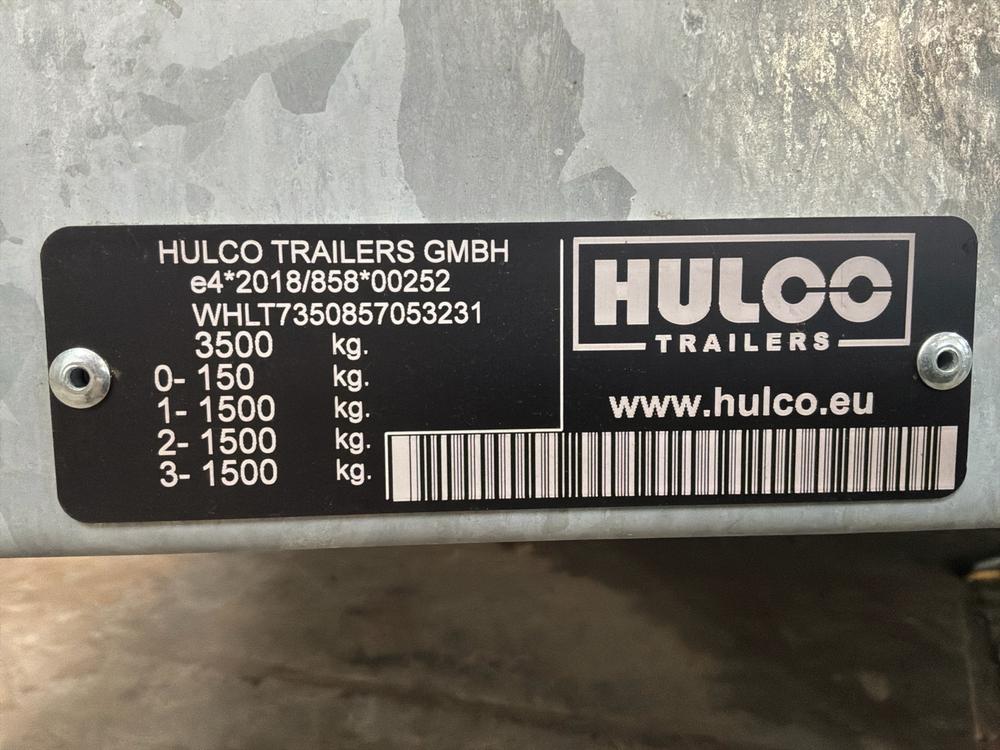 HULCO TRAILERS GMBH
e4*2018/858*00252
WHLT7350857053231
3500 kg.
0- 150 kg.
1- 1500 kg.
2- 1500 kg.
3- 1500 kg.
HULCO
TRAILERS
www.hulco.eu